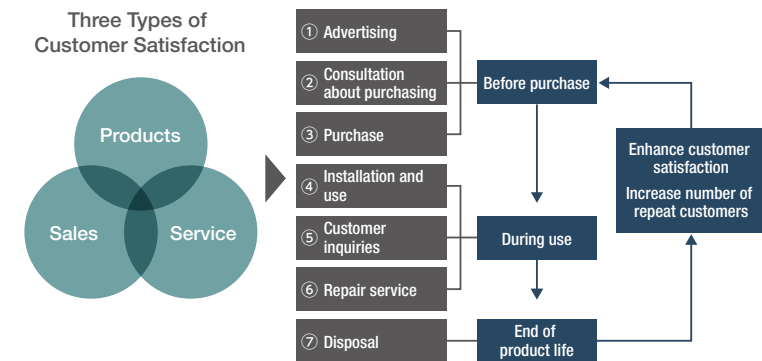 Three Types of
Customer Satisfaction
Products
Sales
Service
① Advertising
② Consultation
about purchasing
③ Purchase
④ Installation and
use
⑤ Customer
inquiries
⑥ Repair service
⑦ Disposal
Before purchase
During use
End of
product life
Enhance customer
satisfaction
Increase number of
repeat customers